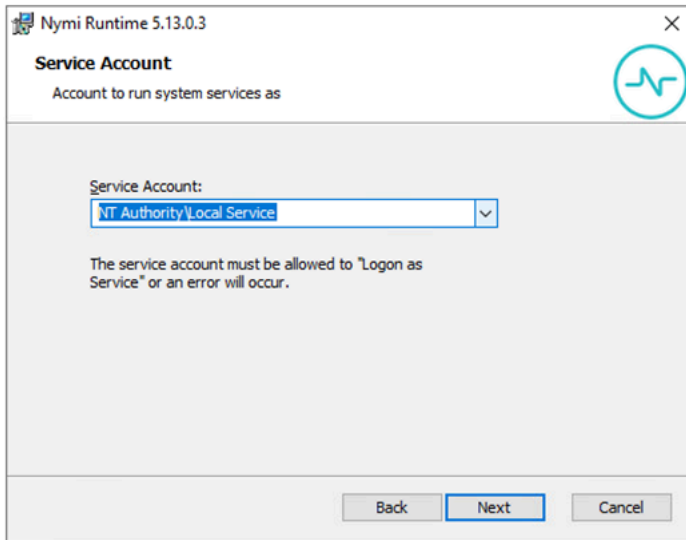 Nymi Runtime 5.13.0.3
Service Account
Account to run system services as
Service Account:
NT Authority\Local Service
The service account must be allowed to "Logon as
Service" or an error will occur.
Back Next Cancel